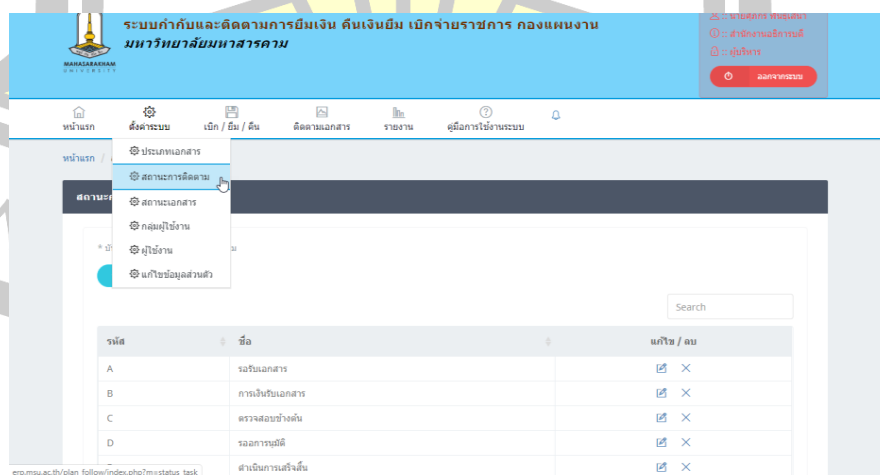 ระบบกำกับและติดตามการยืมเงิน คืนเงินยืม เบิกจ่ายราชการ กองแผนงาน
มหาวิทยาลัยมหาสารคาม
MAHASARAKHAM
UNIVERSITY
:: สำนักงานอธิการบดี
:: ผู้บริหาร
ออกจากระบบ
หน้าแรก ตั้งค่าระบบ เบิก / ยืม / คืน ติดตามเอกสาร รายงาน คู่มือการใช้งานระบบ
หน้าแรก /
ประเภทเอกสาร
สถานะการติดตาม
สถานะเอกสาร
กลุ่มผู้ใช้งาน
ผู้ใช้งาน
แก้ไขข้อมูลส่วนตัว
Search
รหัส ชื่อ แก้ไข / ลบ
A รอรับเอกสาร
B การเงินรับเอกสาร
C ตรวจสอบข้างต้น
D รออการนุมัติ
ดำเนินการเสร็จสิ้น
erp.msu.ac.th/plan_follow/index.php?m=status_task